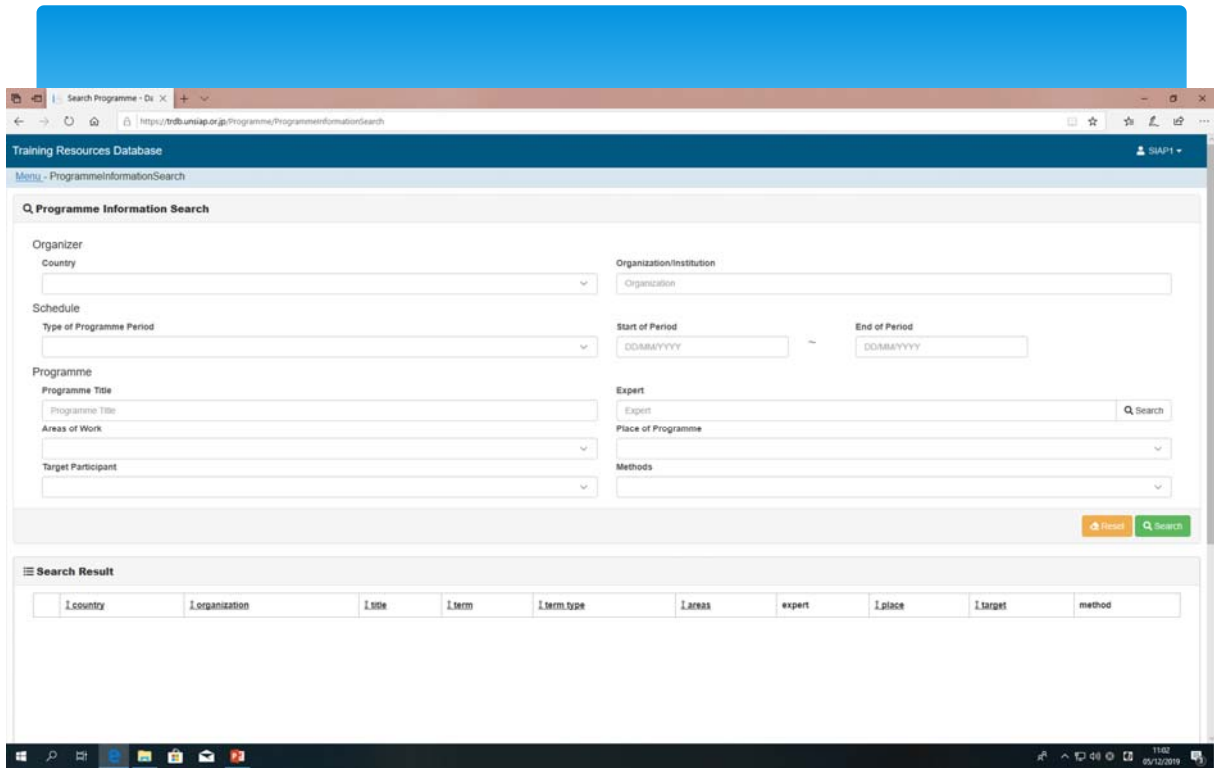 Search Programme - Da
https://trdb.unsiap.or.jp/Programme/ProgrammeInformationSearch
Training Resources Database
SIAP1
Menu - ProgrammeInformationSearch
Programme Information Search
Organizer
Country Organization/Institution
Organization
Schedule
Type of Programme Period Start of Period End of Period
DD/MM/YYYY ~ DD/MM/YYYY
Programme
Programme Title Expert
Programme Title Expert Search
Areas of Work Place of Programme
Target Participant Methods
Reset Search
Search Result
country organization title term term type areas expert place target method
11:02
05/12/2019